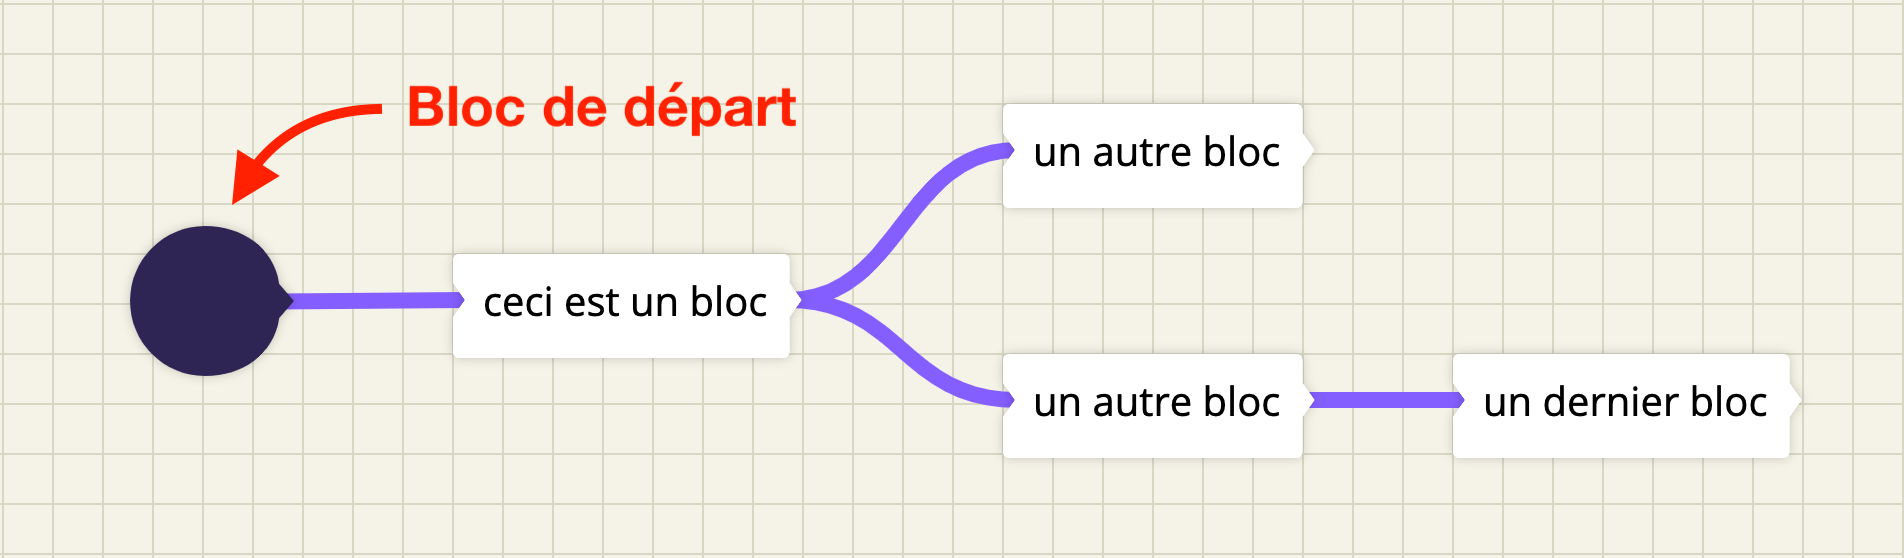 Bloc de départ
un autre bloc
ceci est un bloc
un autre bloc
un dernier bloc